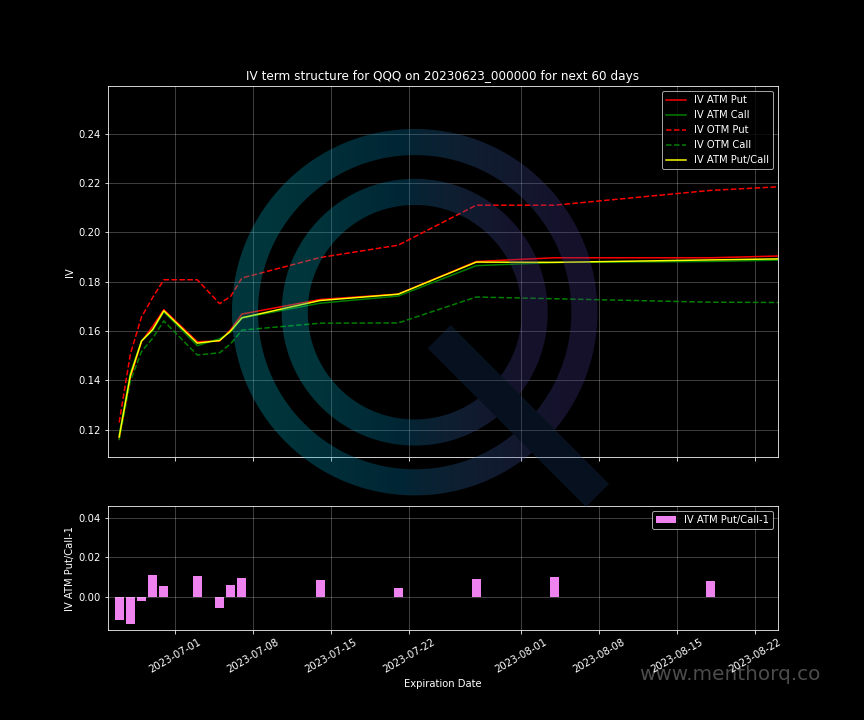 IV term structure for QQQ on 20230623_000000 for next 60 days
IV ATM Put
IV ATM Call
IV OTM Put
IV OTM Call
IV ATM Put/Call
0.24
0.22
0.20
0.18
0.16
0.14
0.12
IV
IV ATM Put/Call-1
0.04
0.02
0.00
IV ATM Put/Call-1
2023-07-01
2023-07-08
2023-07-15
2023-07-22
2023-08-01
2023-08-08
2023-08-15
2023-08-22
Expiration Date
www.menthorq.co